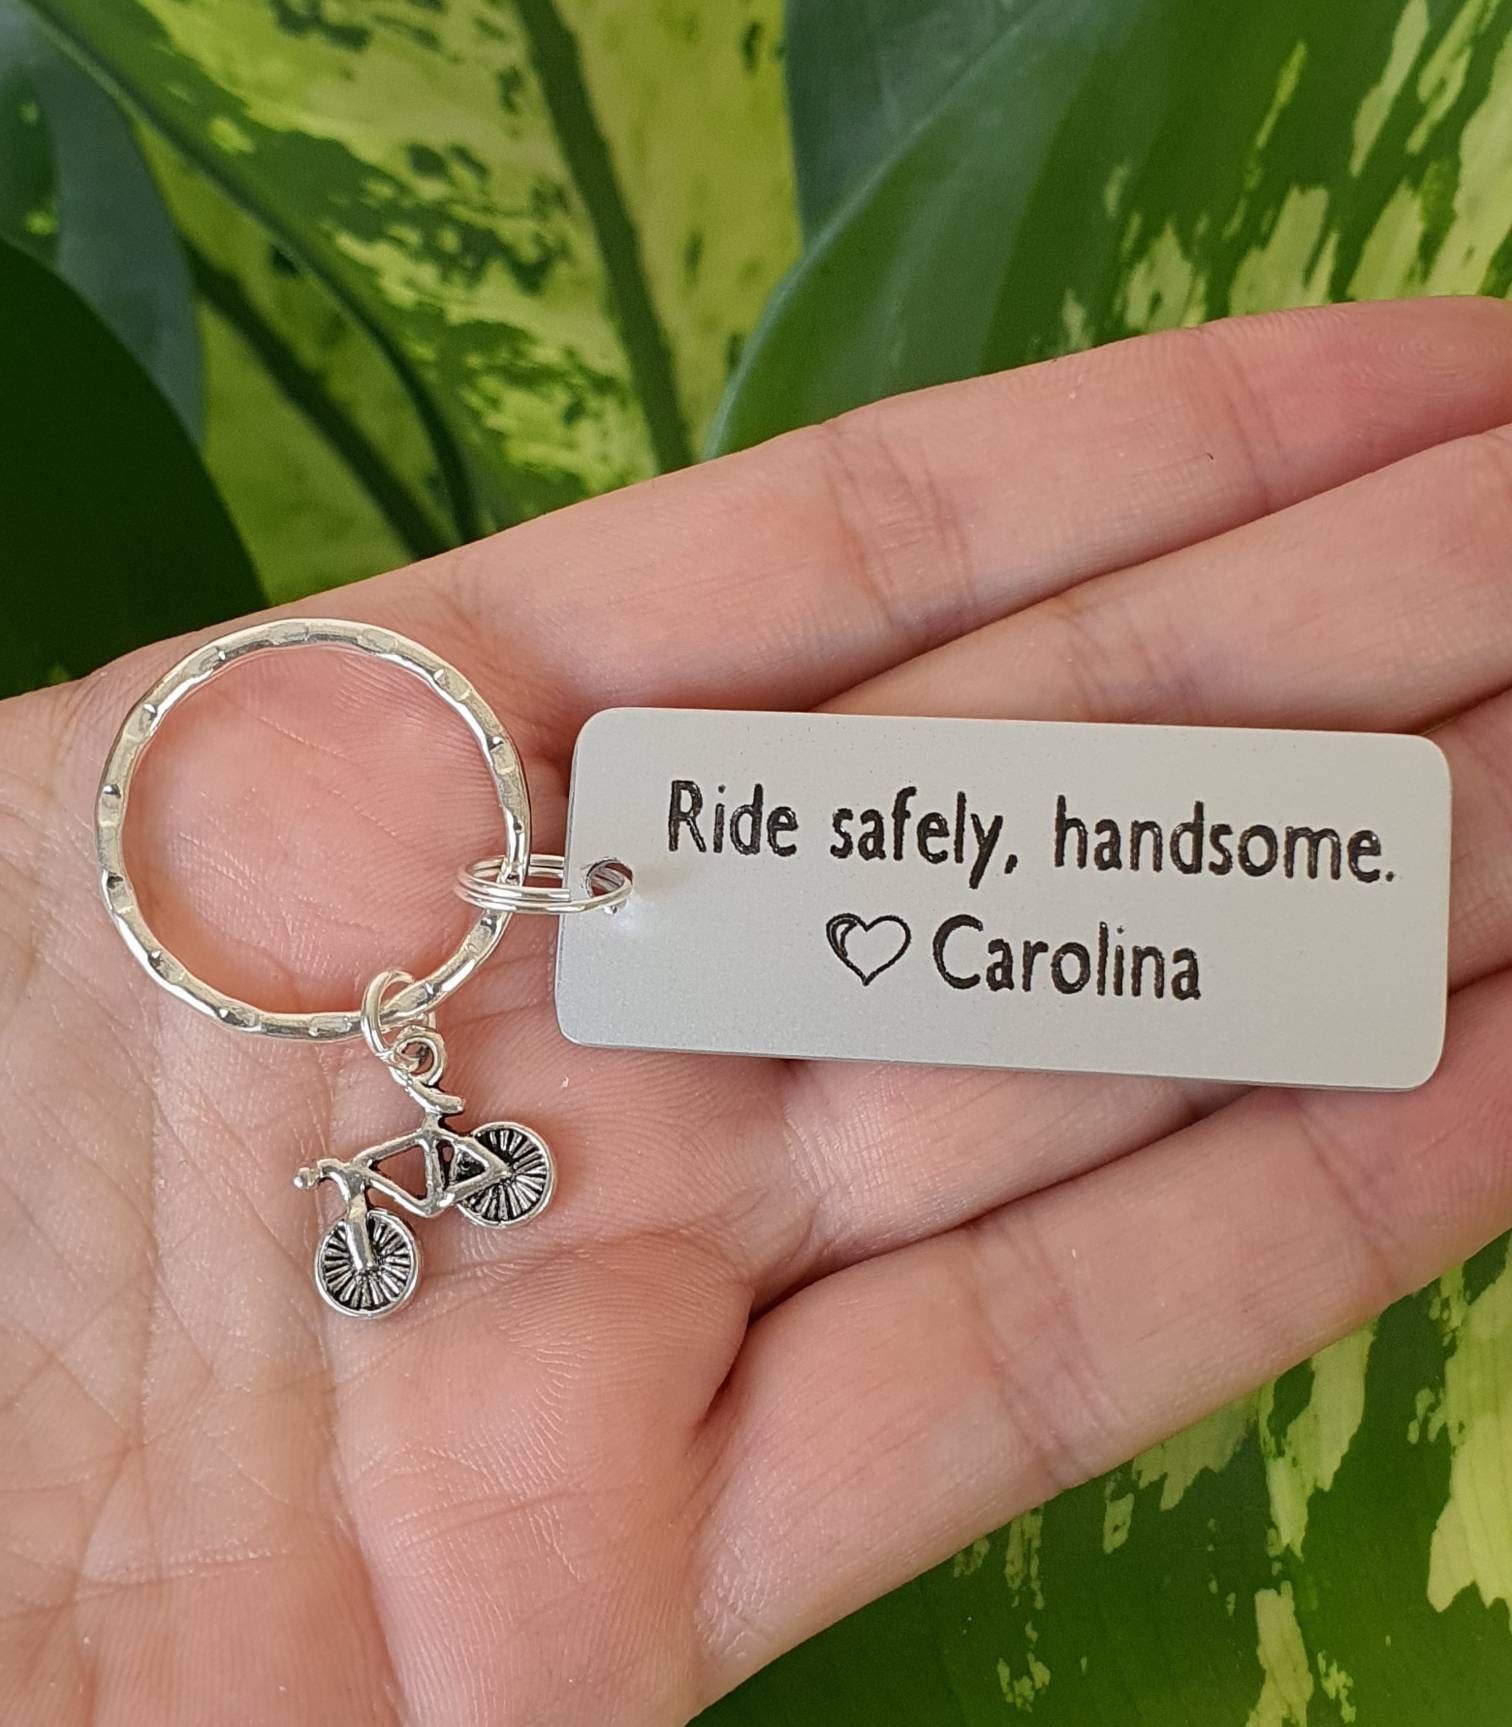 Ride safely, handsome.
♡ Carolina